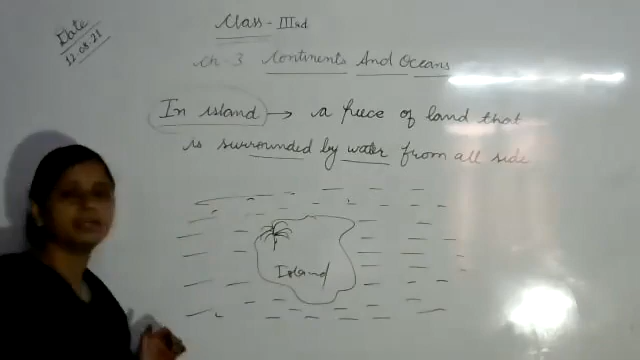 Date
12.08.21
Class - IIIrd
Ch-3 Continents And Oceans
In island → a piece of land that
is surrounded by water from all side
Island